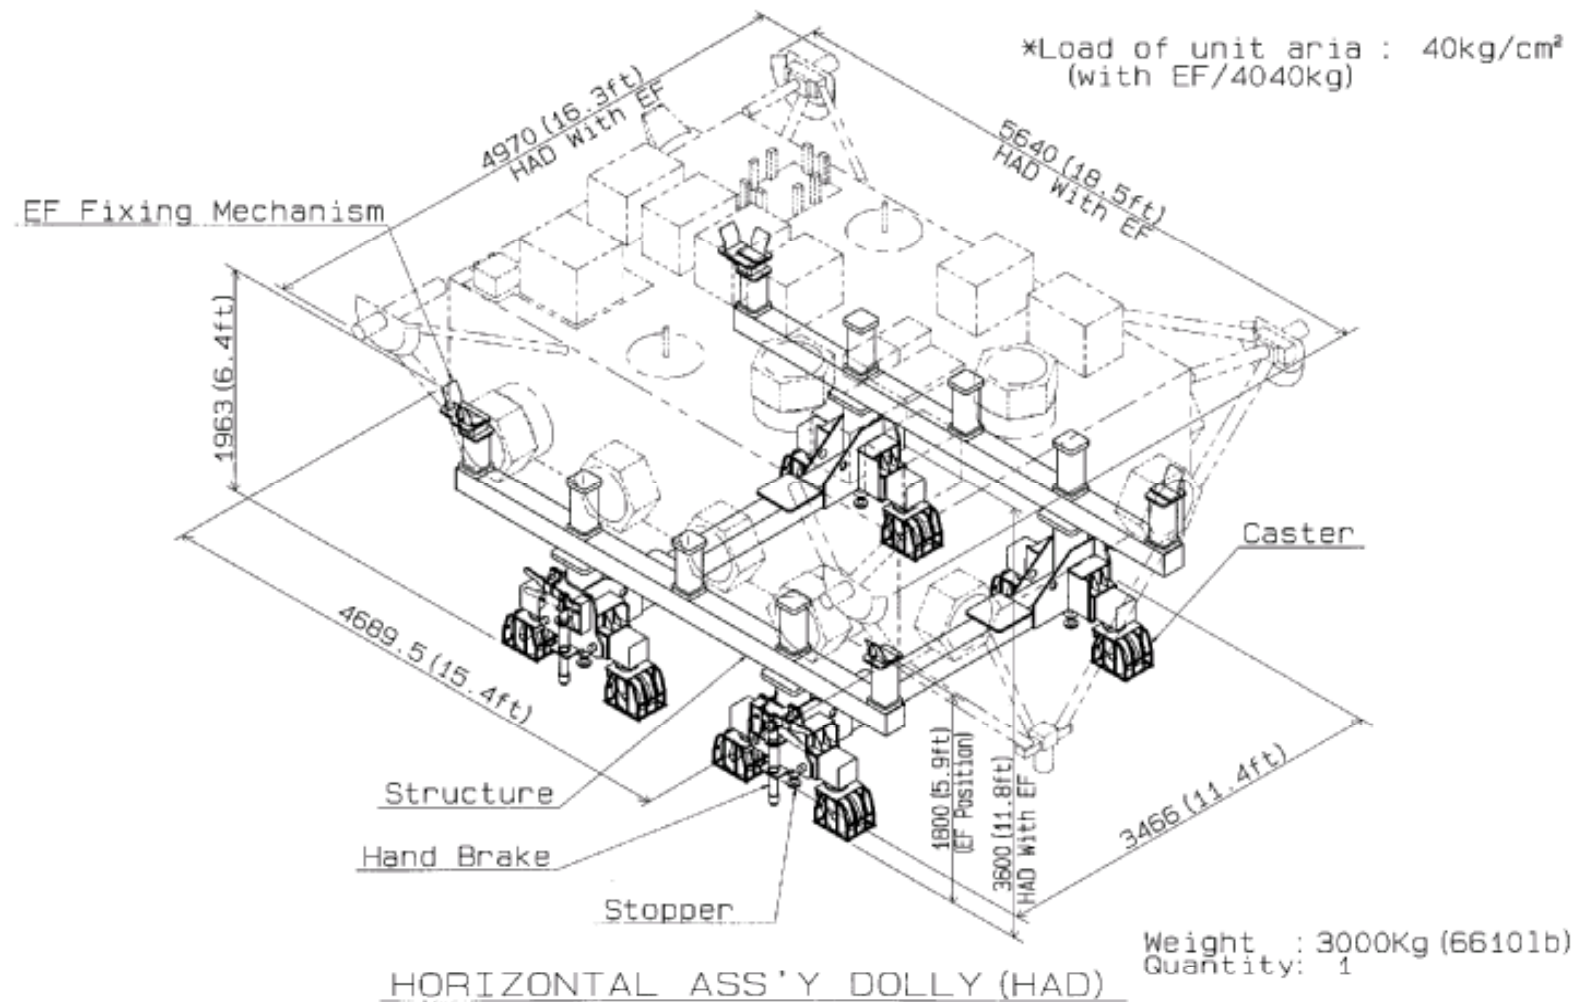 *Load of unit aria : 40kg/cm²
(with EF/4040kg)
4970 (16.3ft)
HAD With EF
5640 (18.5ft)
HAD With EF
EF Fixing Mechanism
1963 (6.4ft)
Caster
4689.5 (15.4ft)
Structure
Hand Brake
Stopper
1800 (5.9ft)
(EF Position)
3600 (11.8ft)
HAD With EF
3466 (11.4ft)
Weight : 3000Kg (6610lb)
Quantity: 1
HORIZONTAL ASS'Y DOLLY (HAD)